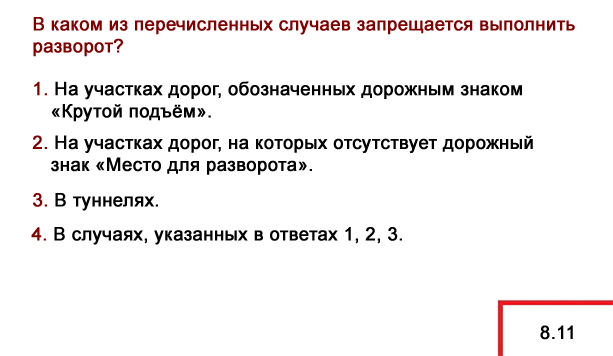 В каком из перечисленных случаев запрещается выполнить
разворот?
1. На участках дорог, обозначенных дорожным знаком
«Крутой подъём».
2. На участках дорог, на которых отсутствует дорожный
знак «Место для разворота».
3. В туннелях.
4. В случаях, указанных в ответах 1, 2, 3.
8.11